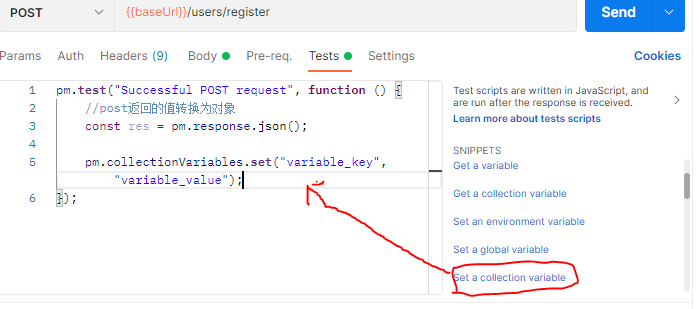 POST {{baseUrl}}/users/register Send
Params Auth Headers (9) Body Pre-req. Tests Settings Cookies
1 pm.test("Successful POST request", function () {
2 //post返回的值转换为对象
3 const res = pm.response.json();
4
5 pm.collectionVariables.set("variable_key",
"variable_value");
6 });
Test scripts are written in JavaScript, and
are run after the response is received.
Learn more about tests scripts
SNIPPETS
Get a variable
Get a collection variable
Set an environment variable
Set a global variable
Set a collection variable